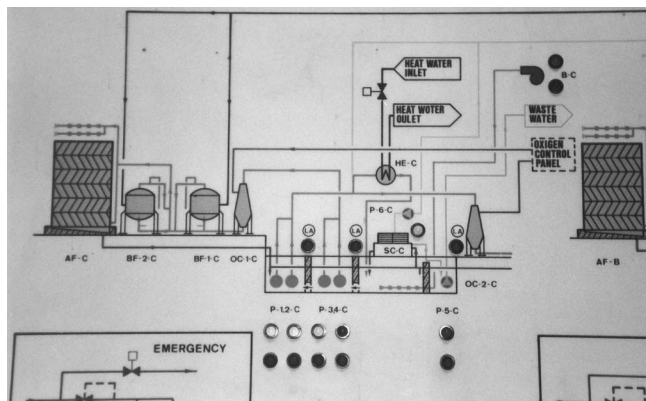 HEAT WATER
INLET
B-C
HEAT WOTER
OULET
WASTE
WATER
OXIGEN
CONTROL
PANEL
HE-C
P-6-C
LA
LA
LA
SC-C
AF-C
BF-2-C
BF-1-C
OC-1-C
OC-2-C
AF-B
P-1,2-C
P-3,4-C
P-5-C
EMERGENCY